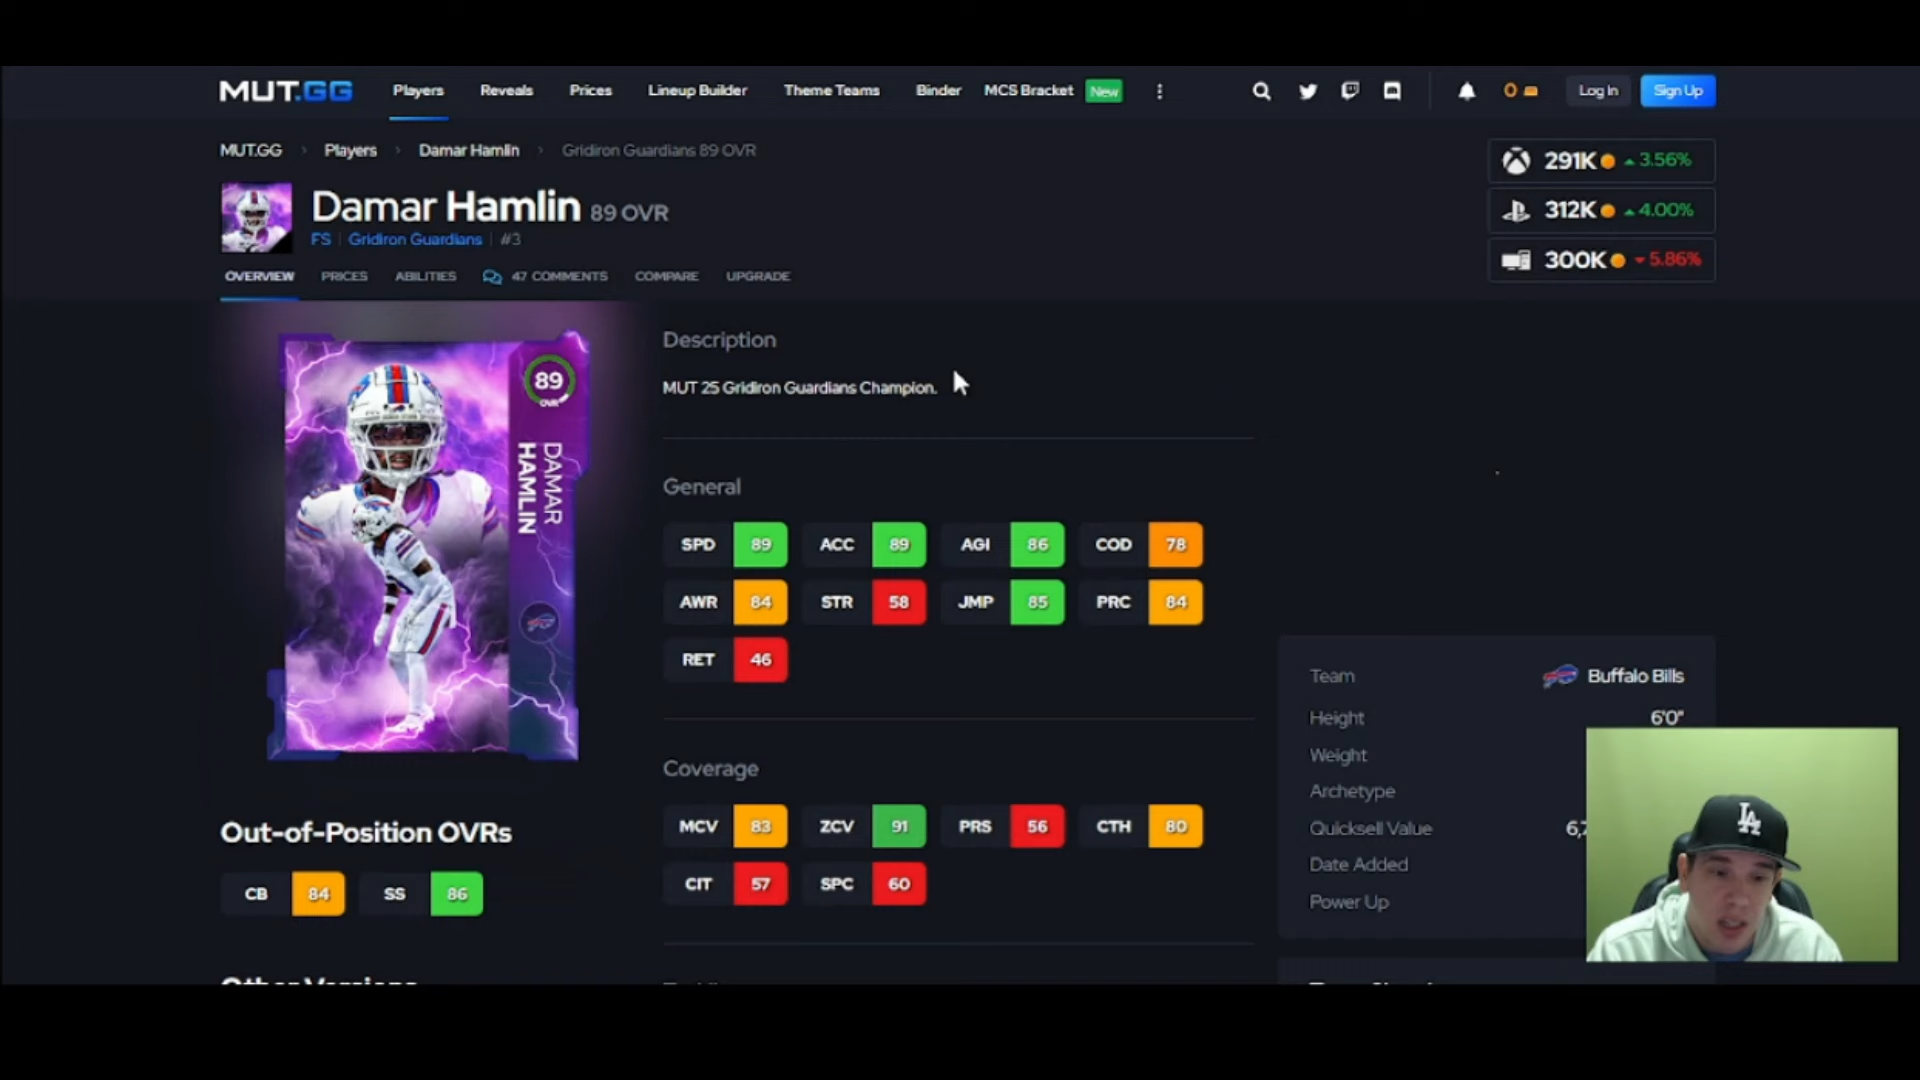 MUT.GG Players Reveals Prices Lineup Builder Theme Teams Binder MCS Bracket New 0 Log In Sign Up
MUT.GG Players Damar Hamlin Gridiron Guardians 89 OVR
Damar Hamlin 89 OVR
FS Gridiron Guardians #3
291K 3.56%
312K 4.00%
300K 5.86%
OVERVIEW PRICES ABILITIES 47 COMMENTS COMPARE UPGRADE
89
OVR
DAMAR
HAMLIN
Description
MUT 25 Gridiron Guardians Champion.
General
SPD 89 ACC 89 AGI 86 COD 78
AWR 84 STR 58 JMP 85 PRC 84
RET 46
Coverage
MCV 83 ZCV 91 PRS 56 CTH 80
CIT 57 SPC 60
Out-of-Position OVRs
CB 84 SS 86
Other Versions
Team Buffalo Bills
Height 6'0"
Weight
Archetype
Quicksell Value 6,7
Date Added
Power Up
LA